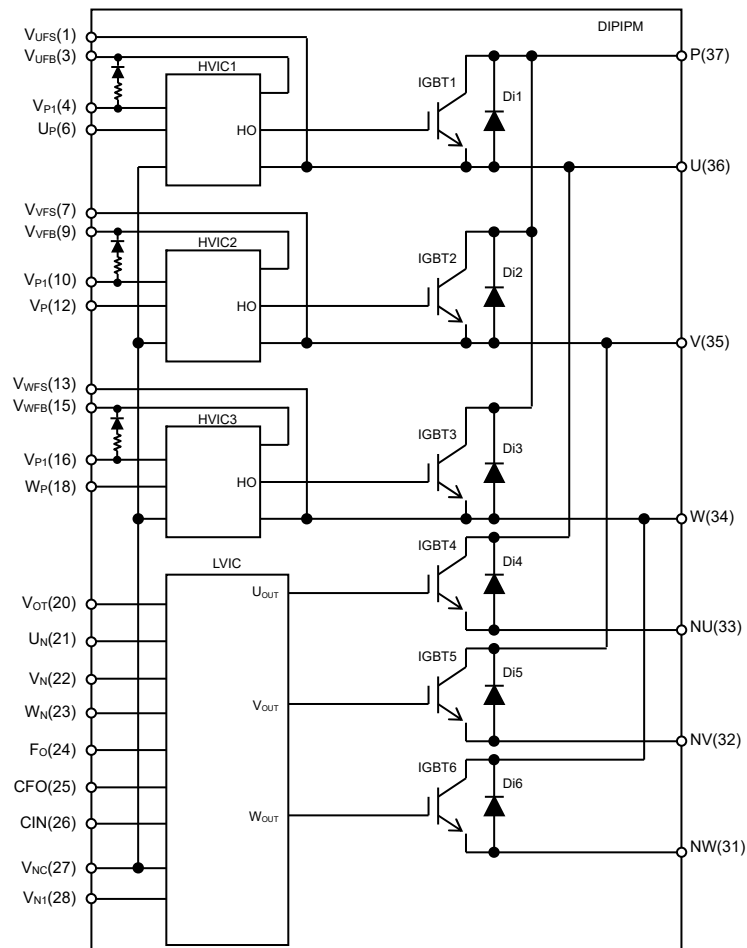 DIPIPM
VUFS(1)
VUFB(3)
VP1(4)
UP(6)
HVIC1
HO
IGBT1
Di1
P(37)
U(36)
VVFS(7)
VVFB(9)
VP1(10)
VP(12)
HVIC2
HO
IGBT2
Di2
V(35)
VWFS(13)
VWFB(15)
VP1(16)
WP(18)
HVIC3
HO
IGBT3
Di3
W(34)
LVIC
VOT(20)
UN(21)
VN(22)
WN(23)
FO(24)
CFO(25)
CIN(26)
VNC(27)
VN1(28)
UOUT
VOUT
WOUT
IGBT4
Di4
NU(33)
IGBT5
Di5
NV(32)
IGBT6
Di6
NW(31)